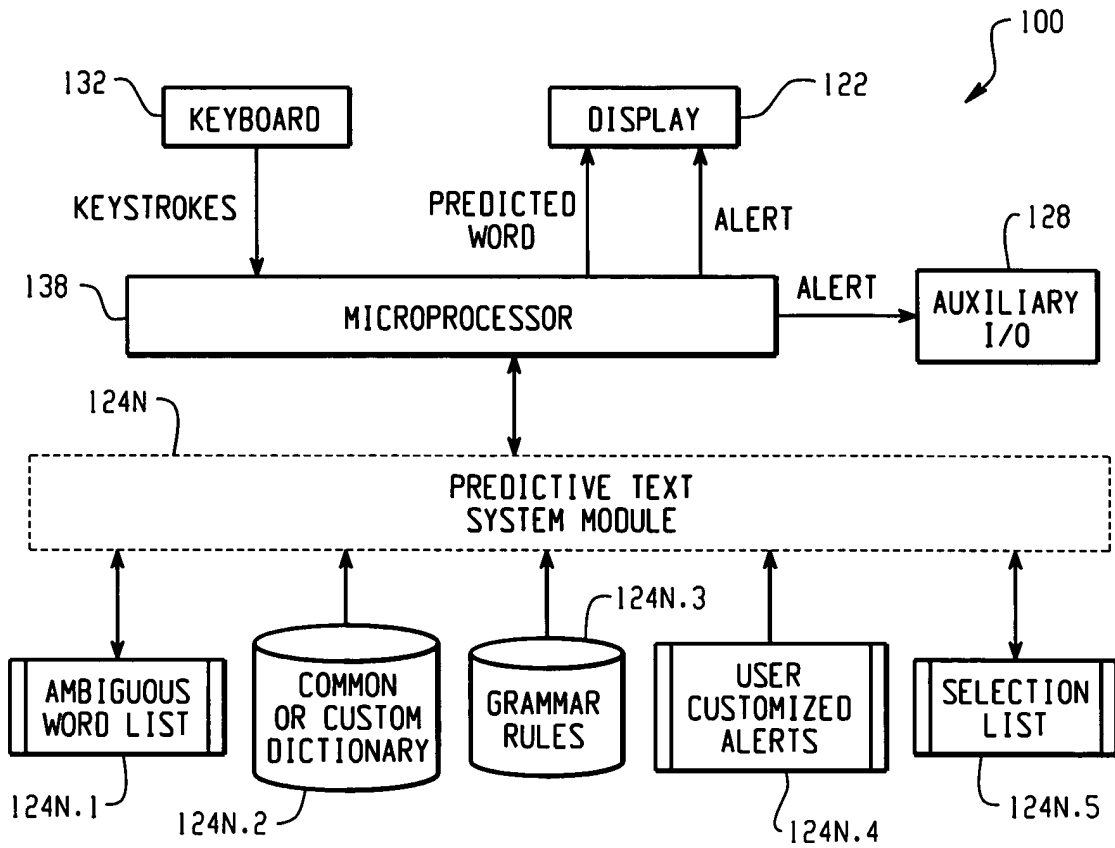 100
132
KEYBOARD
DISPLAY
122
KEYSTROKES
PREDICTED
WORD
ALERT
128
138
MICROPROCESSOR
ALERT
AUXILIARY
I/O
124N
PREDICTIVE TEXT
SYSTEM MODULE
124N.3
AMBIGUOUS
WORD LIST
COMMON
OR CUSTOM
DICTIONARY
GRAMMAR
RULES
USER
CUSTOMIZED
ALERTS
SELECTION
LIST
124N.1
124N.2
124N.4
124N.5